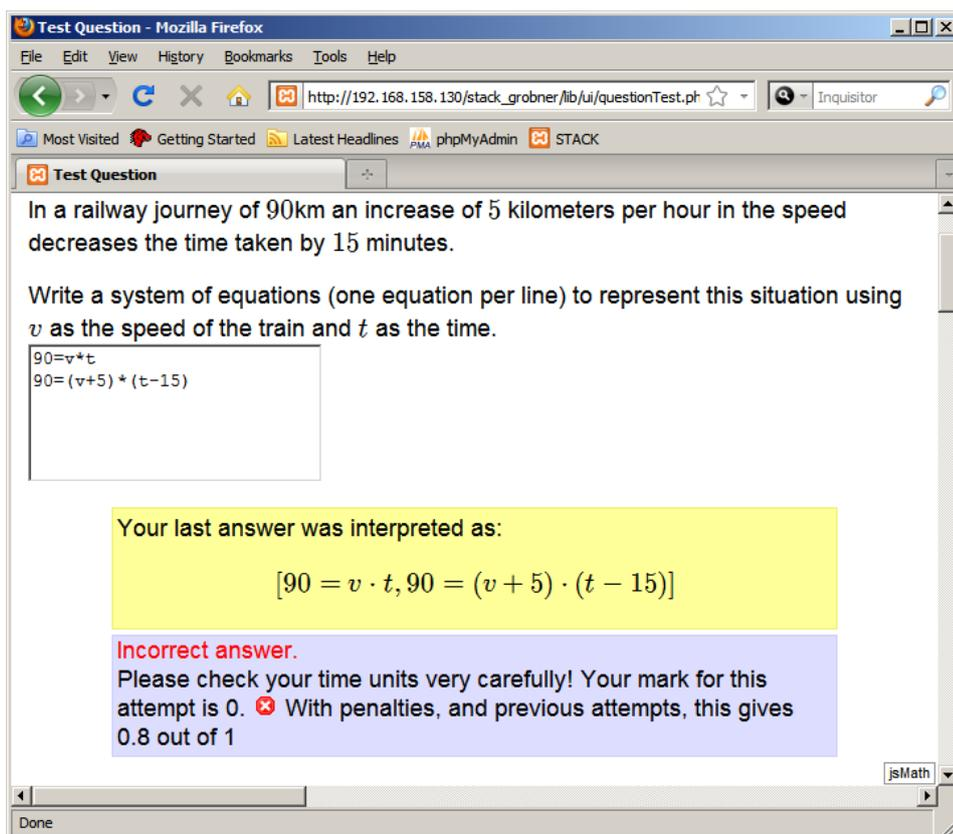 Test Question - Mozilla Firefox
File Edit View History Bookmarks Tools Help
http://192.168.158.130/stack_grobner/lib/ui/questionTest.ph Inquisitor
Most Visited Getting Started Latest Headlines PMA phpMyAdmin STACK
Test Question
In a railway journey of 90km an increase of 5 kilometers per hour in the speed
decreases the time taken by 15 minutes.
Write a system of equations (one equation per line) to represent this situation using
v as the speed of the train and t as the time.
90=v*t
90=(v+5)*(t-15)
Your last answer was interpreted as:
[90 = v · t, 90 = (v + 5) · (t − 15)]
Incorrect answer.
Please check your time units very carefully! Your mark for this
attempt is 0. With penalties, and previous attempts, this gives
0.8 out of 1
jsMath
Done